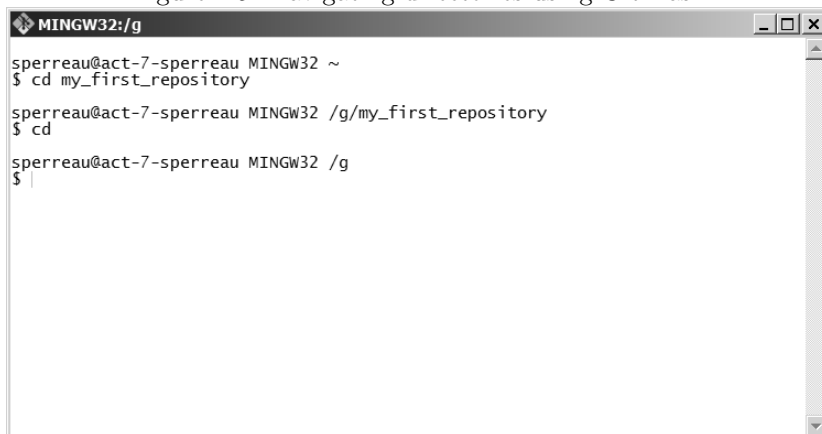 MINGW32:/g
sperreau@act-7-sperreau MINGW32 ~
$ cd my_first_repository
sperreau@act-7-sperreau MINGW32 /g/my_first_repository
$ cd
sperreau@act-7-sperreau MINGW32 /g
$